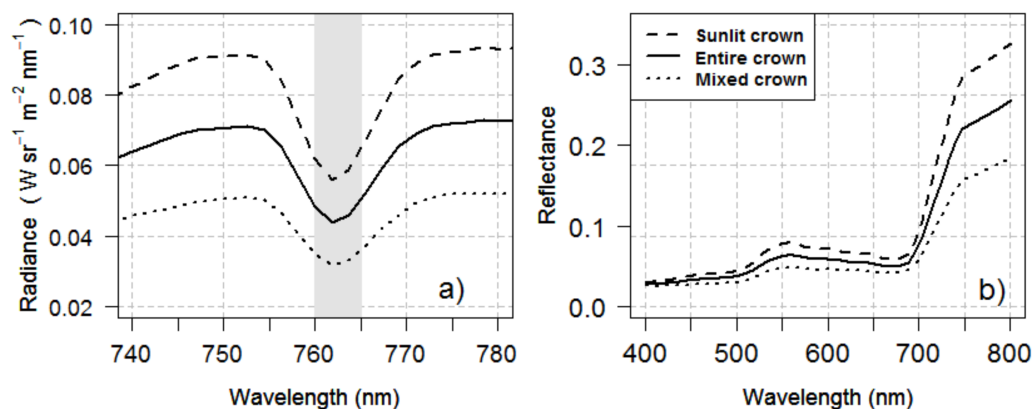 Radiance ( W sr⁻¹ m⁻² nm⁻¹ )
0.10
0.08
0.06
0.04
0.02
a)
740 750 760 770 780
Wavelength (nm)
Reflectance
0.3
0.2
0.1
0.0
Sunlit crown
Entire crown
Mixed crown
b)
400 500 600 700 800
Wavelength (nm)